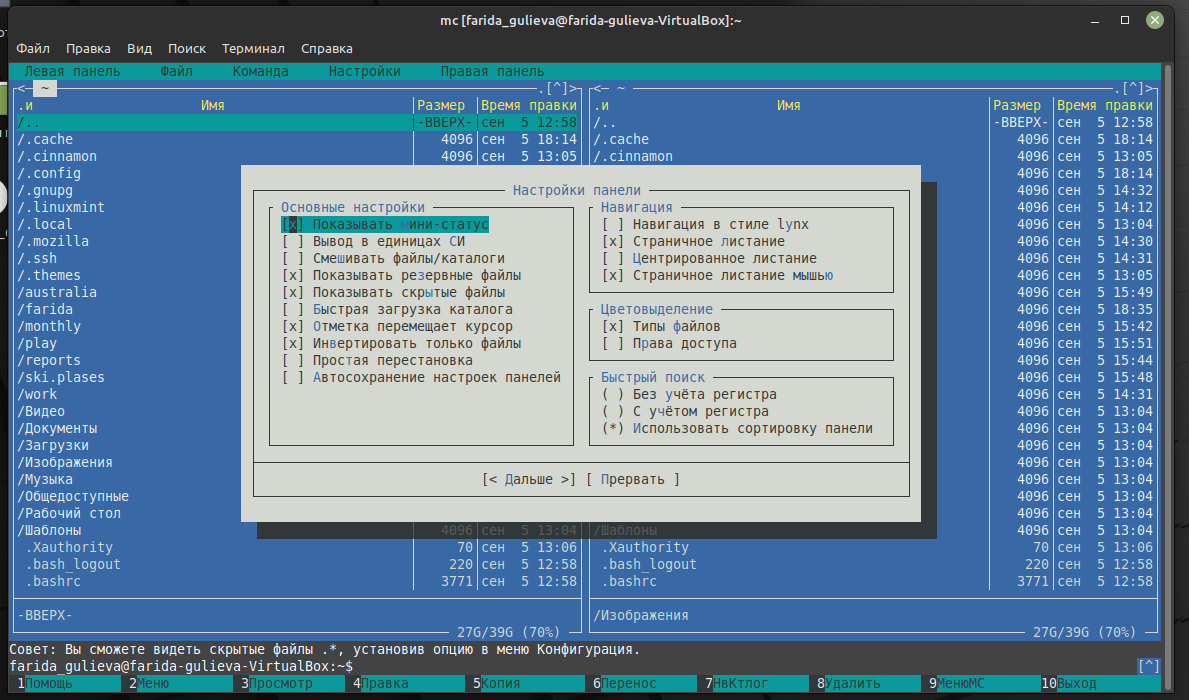 mc [farida_gulieva@farida-gulieva-VirtualBox]:~
Файл Правка Вид Поиск Терминал Справка
Левая панель Файл Команда Настройки Правая панель
<─ ~ ─.[^]> <─ ~ ─.[^]>
.и Имя Размер Время правки .и Имя Размер Время правки
/.. -ВВЕРХ- сен 5 12:58 /.. -ВВЕРХ- сен 5 12:58
/.cache 4096 сен 5 18:14 /.cache 4096 сен 5 18:14
/.cinnamon 4096 сен 5 13:05 /.cinnamon 4096 сен 5 13:05
/.config 4096 сен 5 18:14
/.gnupg Настройки панели 4096 сен 5 14:32
/.linuxmint Основные настройки Навигация 4096 сен 5 14:12
/.local [x] Показывать мини-статус [ ] Навигация в стиле lynx 4096 сен 5 13:04
/.mozilla [ ] Вывод в единицах СИ [x] Страничное листание 4096 сен 5 14:30
/.ssh [ ] Смешивать файлы/каталоги [ ] Центрированное листание 4096 сен 5 14:31
/.themes [x] Показывать резервные файлы [x] Страничное листание мышью 4096 сен 5 13:05
/australia [x] Показывать скрытые файлы 4096 сен 5 15:49
/farida [ ] Быстрая загрузка каталога Цветовыделение 4096 сен 5 18:35
/monthly [x] Отметка перемещает курсор [x] Типы файлов 4096 сен 5 15:42
/play [x] Инвертировать только файлы [ ] Права доступа 4096 сен 5 15:51
/reports [ ] Простая перестановка 4096 сен 5 15:44
/ski.plases [ ] Автосохранение настроек панелей Быстрый поиск 4096 сен 5 15:48
/work ( ) Без учёта регистра 4096 сен 5 14:31
/Видео ( ) С учётом регистра 4096 сен 5 13:04
/Документы (*) Использовать сортировку панели 4096 сен 5 13:04
/Загрузки 4096 сен 5 13:04
/Изображения 4096 сен 5 13:04
/Музыка [< Дальше >] [ Прервать ] 4096 сен 5 13:04
/Общедоступные 4096 сен 5 13:04
/Рабочий стол 4096 сен 5 13:04
/Шаблоны 4096 сен 5 13:04 /Шаблоны 4096 сен 5 13:04
.Xauthority 70 сен 5 13:06 .Xauthority 70 сен 5 13:06
.bash_logout 220 сен 5 12:58 .bash_logout 220 сен 5 12:58
.bashrc 3771 сен 5 12:58 .bashrc 3771 сен 5 12:58
-ВВЕРХ- /Изображения
27G/39G (70%) 27G/39G (70%)
Совет: Вы сможете видеть скрытые файлы .*, установив опцию в меню Конфигурация.
farida_gulieva@farida-gulieva-VirtualBox:~$ [^]
1Помощь 2Меню 3Просмотр 4Правка 5Копия 6Перенос 7НвКтлог 8Удалить 9МенюMC 10Выход